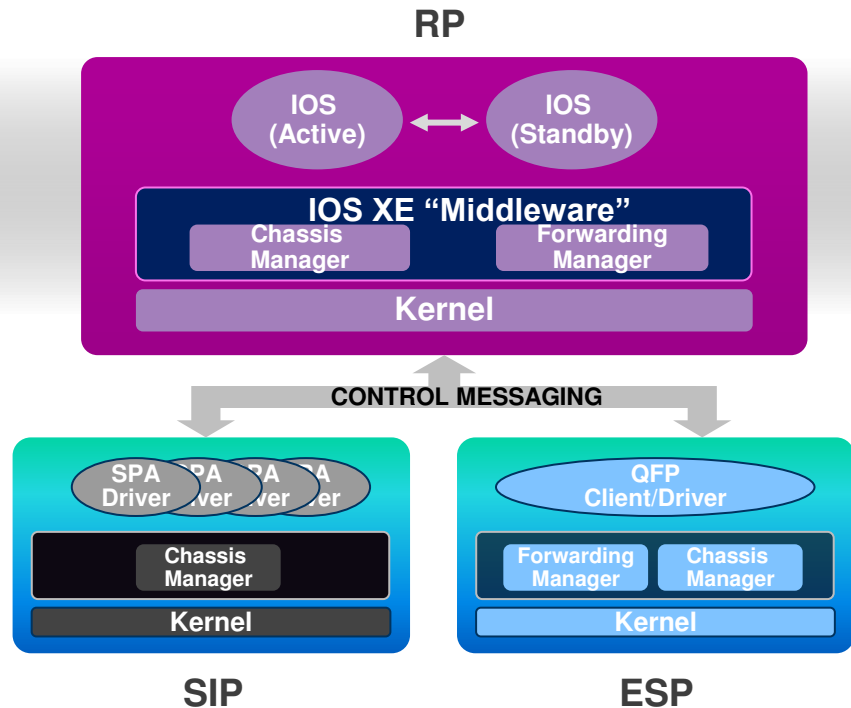 RP
IOS
(Active)
IOS
(Standby)
IOS XE “Middleware”
Chassis
Manager
Forwarding
Manager
Kernel
CONTROL MESSAGING
SPA
Driver
QFP
Client/Driver
Chassis
Manager
Forwarding
Manager
Chassis
Manager
Kernel
Kernel
SIP
ESP